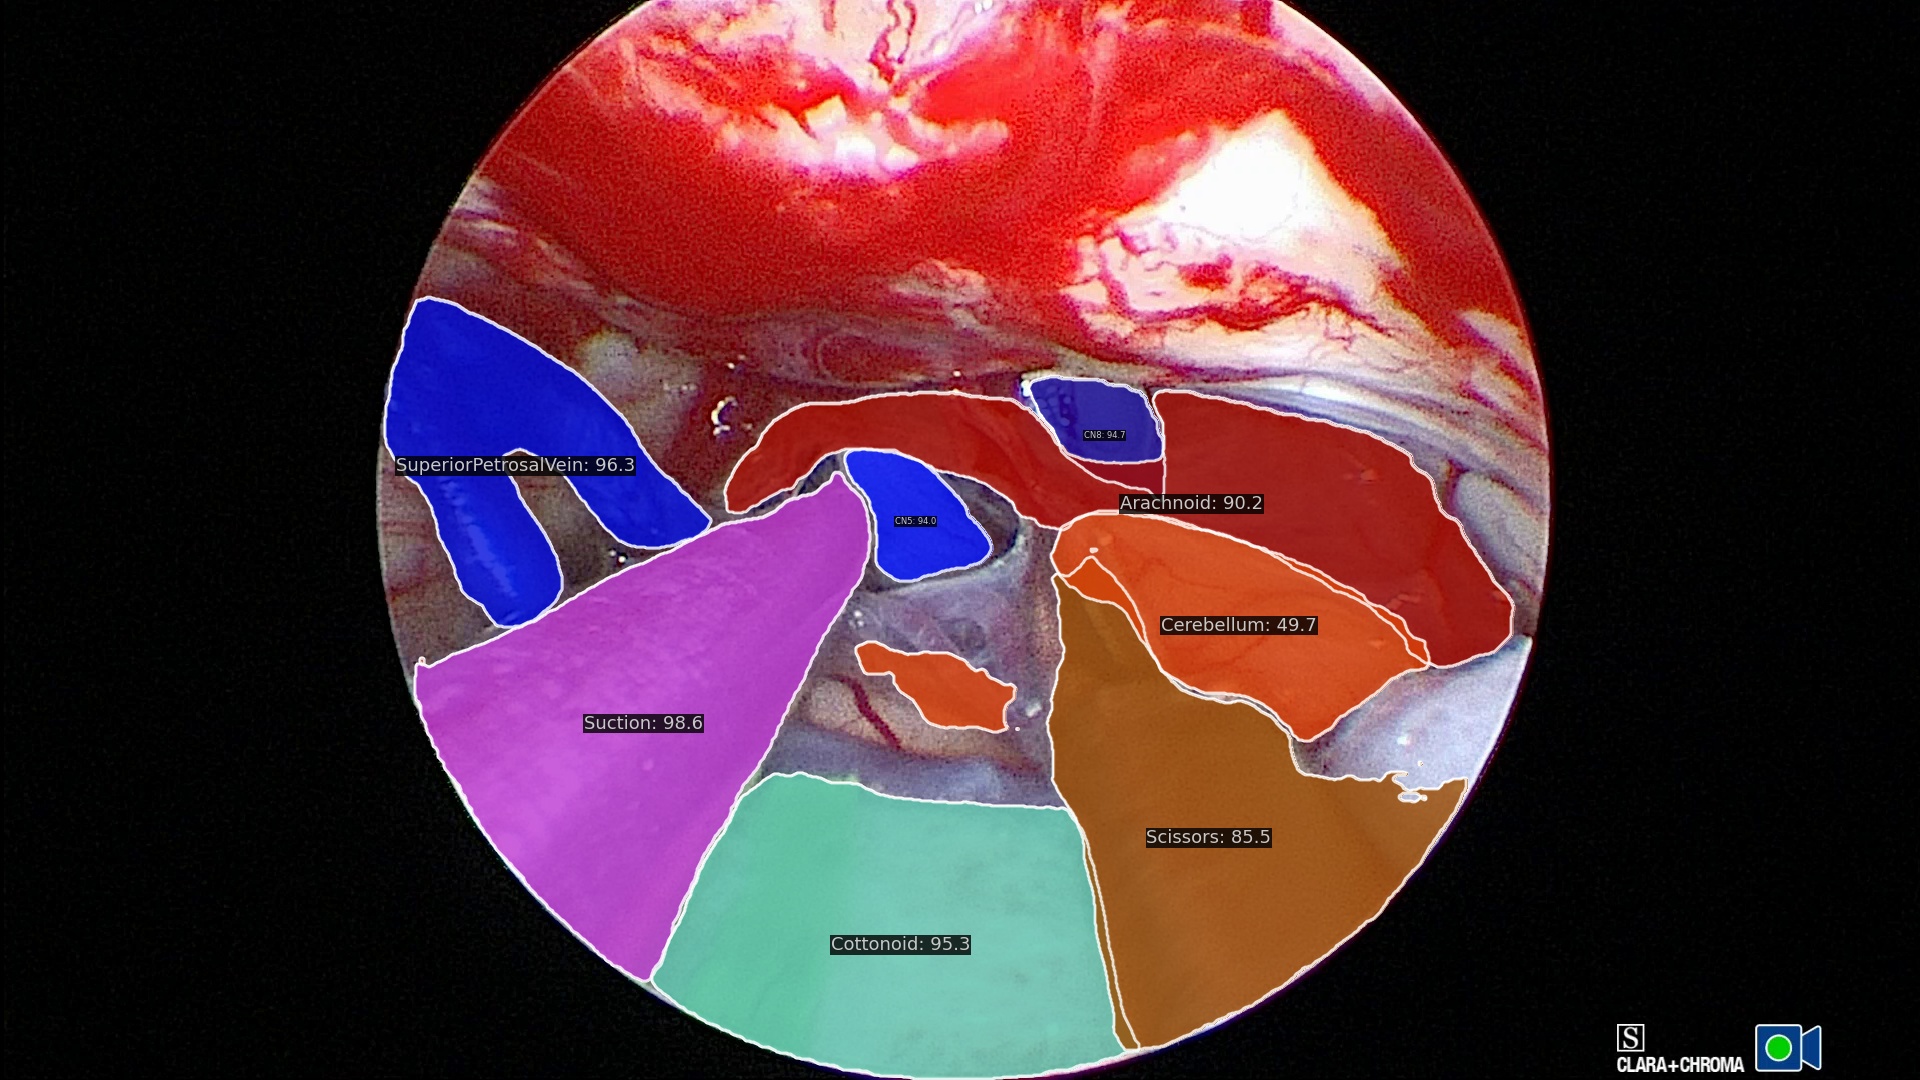 CN8: 94.7
SuperiorPetrosalVein: 96.3
Arachnoid: 90.2
CN5: 94.0
Cerebellum: 49.7
Suction: 98.6
Scissors: 85.5
Cottonoid: 95.3
S
CLARA+CHROMA